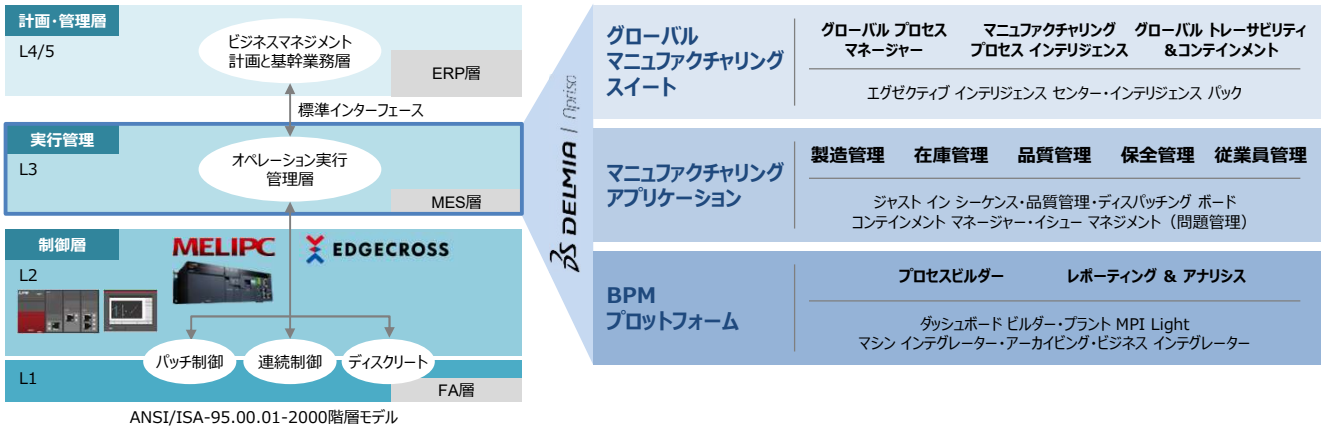 計画・管理層
L4/5
ビジネスマネジメント
計画と基幹業務層
ERP層
標準インターフェース
実行管理
L3
オペレーション実行
管理層
MES層
制御層
L2
MELIPC
EDGECROSS
パッチ制御
連続制御
ディスクリート
L1
FA層
ANSI/ISA-95.00.01-2000階層モデル
DS DELMIA | Apriso
グローバル
マニュファクチャリング
スイート
グローバル プロセス
マネージャー
マニュファクチャリング
プロセス インテリジェンス
グローバル トレーサビリティ
&コンテインメント
エグゼクティブ インテリジェンス センター・インテリジェンス パック
マニュファクチャリング
アプリケーション
製造管理 在庫管理 品質管理 保全管理 従業員管理
ジャスト イン シーケンス・品質管理・ディスパッチング ボード
コンテインメント マネージャー・イシュー マネジメント（問題管理）
BPM
プロットフォーム
プロセスビルダー レポーティング & アナリシス
ダッシュボード ビルダー・プラント MPI Light
マシン インテグレーター・アーカイビング・ビジネス インテグレーター